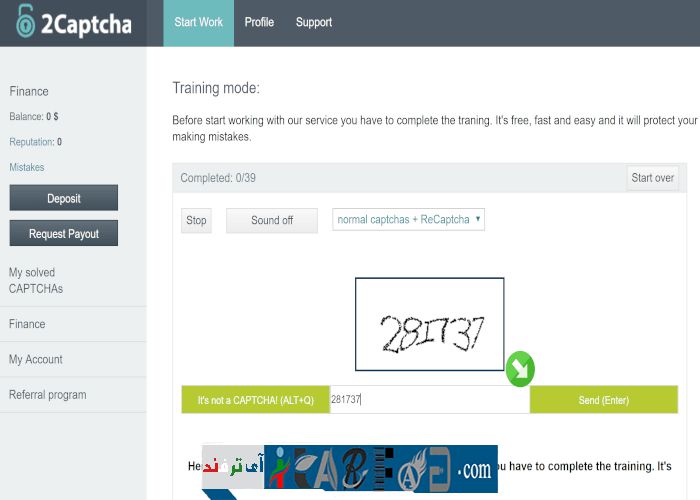 2Captcha
Start Work
Profile
Support
Finance
Balance: 0 $
Reputation: 0
Mistakes
Deposit
Request Payout
My solved
CAPTCHAs
Finance
My Account
Referral program
Training mode:
Before start working with our service you have to complete the traning. It's free, fast and easy and it will protect your
making mistakes.
Completed: 0/39
Start over
Stop
Sound off
normal captchas + ReCaptcha
281737
It's not a CAPTCHA! (ALT+Q)
281737
Send (Enter)
He
آی ترفند
.com
ou have to complete the training. It's